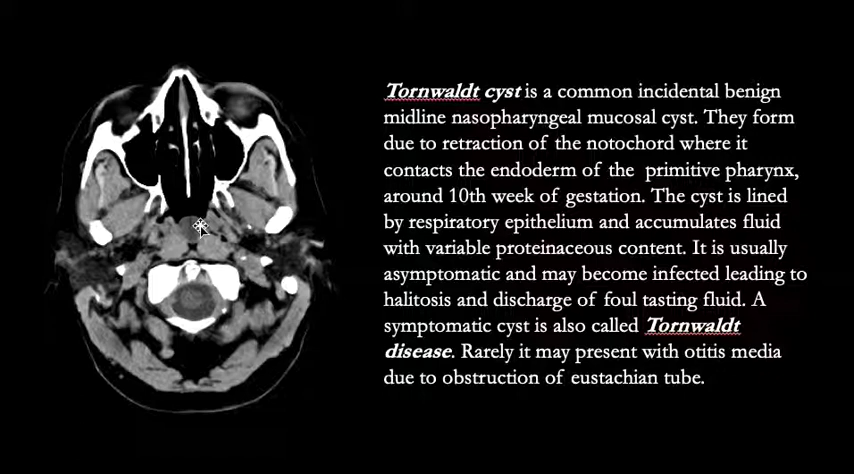 Tornwaldt cyst is a common incidental benign
midline nasopharyngeal mucosal cyst. They form
due to retraction of the notochord where it
contacts the endoderm of the primitive pharynx,
around 10th week of gestation. The cyst is lined
by respiratory epithelium and accumulates fluid
with variable proteinaceous content. It is usually
asymptomatic and may become infected leading to
halitosis and discharge of foul tasting fluid. A
symptomatic cyst is also called Tornwaldt
disease. Rarely it may present with otitis media
due to obstruction of eustachian tube.